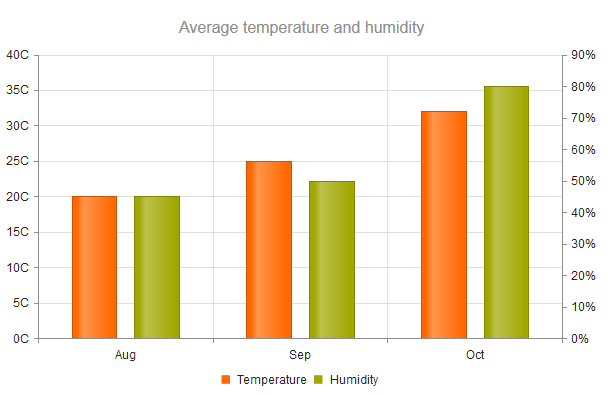 Average temperature and humidity
40C 90%
35C 80%
30C 70%
25C 60%
20C 50%
15C 40%
10C 30%
5C 20%
0C 10%
0%
Aug Sep Oct
Temperature Humidity